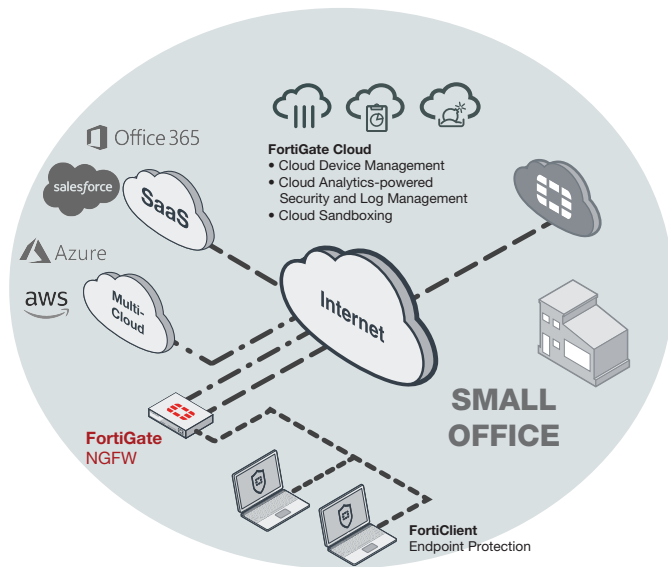 Office 365
salesforce
SaaS
Azure
aws
Multi-
Cloud
FortiGate Cloud
• Cloud Device Management
• Cloud Analytics-powered
Security and Log Management
• Cloud Sandboxing
Internet
SMALL
OFFICE
FortiGate
NGFW
FortiClient
Endpoint Protection